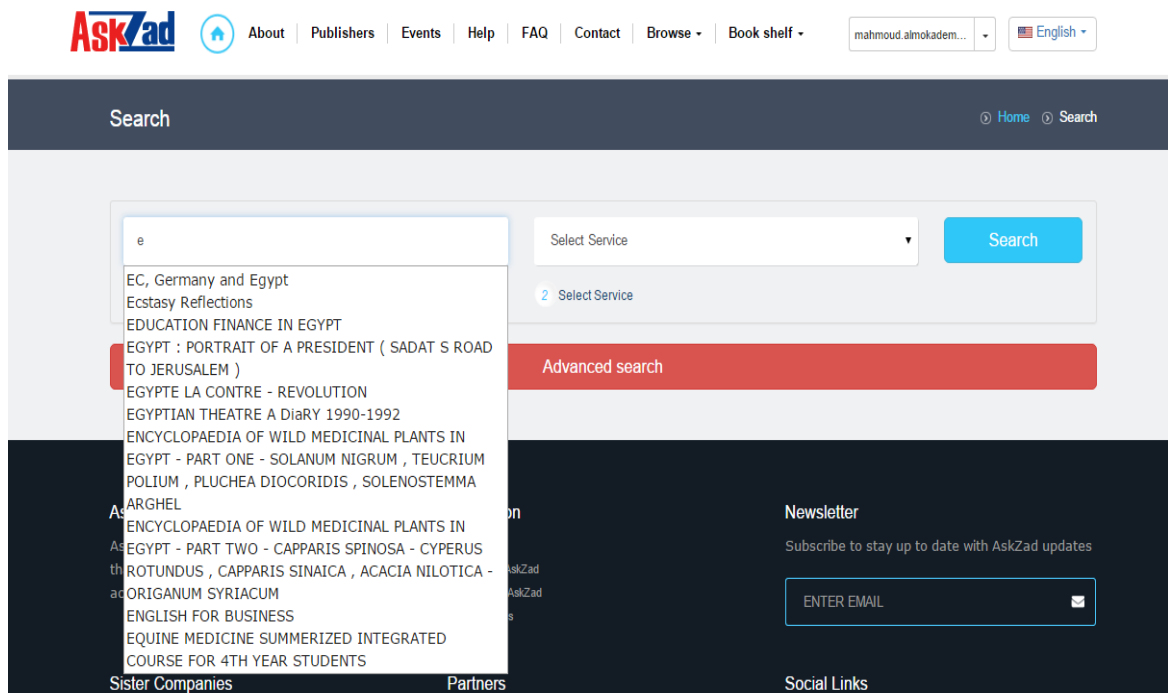 AskZad
About Publishers Events Help FAQ Contact Browse Book shelf mahmoud.almokadem... English
Search
Home Search
e Select Service Search
2 Select Service
Advanced search
EC, Germany and Egypt
Ecstasy Reflections
EDUCATION FINANCE IN EGYPT
EGYPT : PORTRAIT OF A PRESIDENT ( SADAT S ROAD
TO JERUSALEM )
EGYPTE LA CONTRE - REVOLUTION
EGYPTIAN THEATRE A DiaRY 1990-1992
ENCYCLOPAEDIA OF WILD MEDICINAL PLANTS IN
EGYPT - PART ONE - SOLANUM NIGRUM , TEUCRIUM
POLIUM , PLUCHEA DIOCORIDIS , SOLENOSTEMMA
ARGHEL
ENCYCLOPAEDIA OF WILD MEDICINAL PLANTS IN
EGYPT - PART TWO - CAPPARIS SPINOSA - CYPERUS
ROTUNDUS , CAPPARIS SINAICA , ACACIA NILOTICA -
ORIGANUM SYRIACUM
ENGLISH FOR BUSINESS
EQUINE MEDICINE SUMMERIZED INTEGRATED
COURSE FOR 4TH YEAR STUDENTS
AskZad
AskZad
Newsletter
Subscribe to stay up to date with AskZad updates
ENTER EMAIL
Sister Companies Partners Social Links